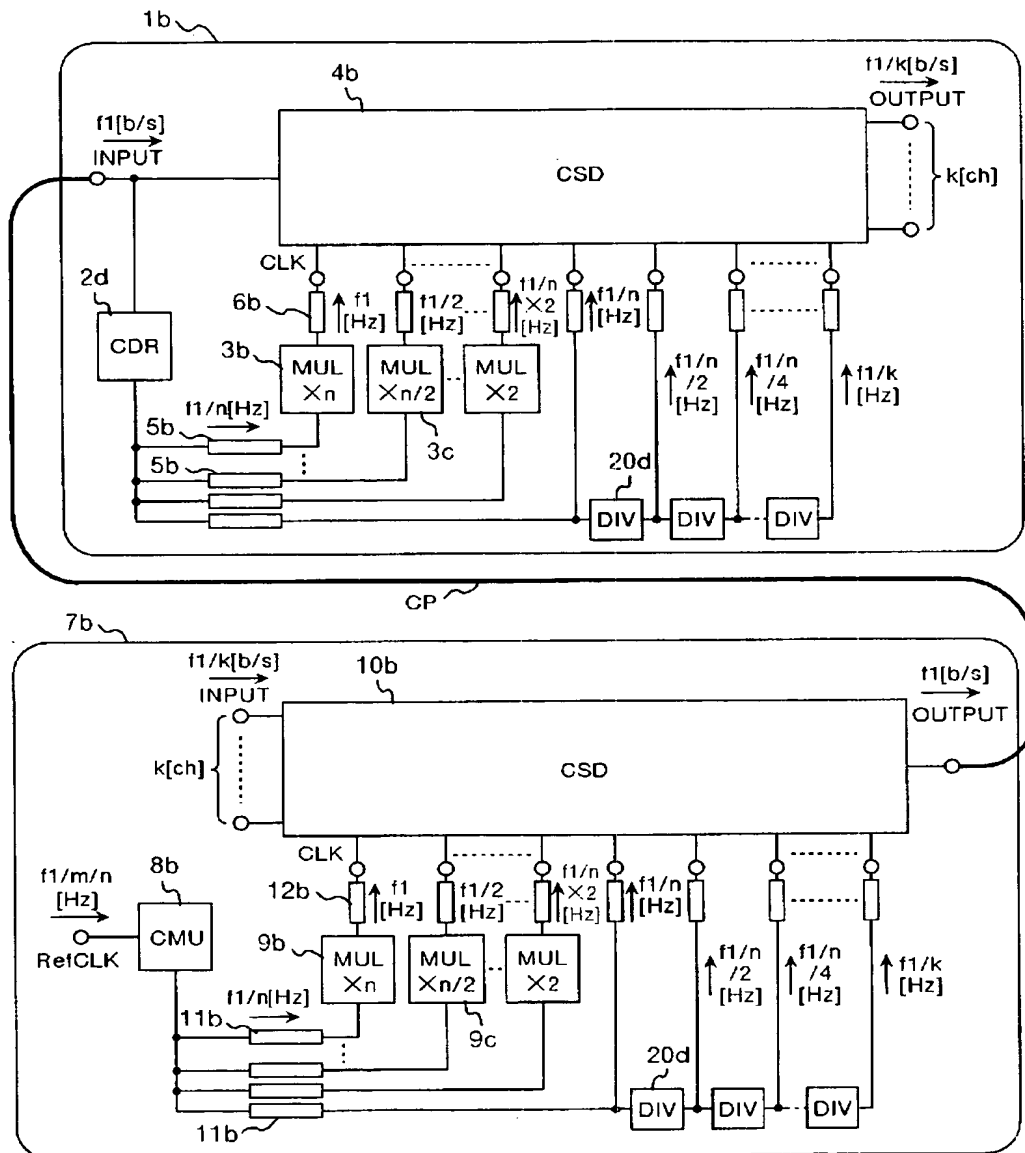 1b
f1[b/s]
INPUT
4b
CSD
f1/k[b/s]
OUTPUT
k[ch]
2d
CDR
CLK
6b
f1
[Hz]
f1/2
[Hz]
f1/n
×2
[Hz]
f1/n
[Hz]
3b
MUL
×n
MUL
×n/2
MUL
×2
3c
f1/n
/2
[Hz]
f1/n
/4
[Hz]
f1/k
[Hz]
f1/n[Hz]
5b
5b
20d
DIV
DIV
DIV
CP
7b
f1/k[b/s]
INPUT
10b
f1[b/s]
OUTPUT
k[ch]
CSD
CLK
f1/m/n
[Hz]
8b
RefCLK
CMU
12b
f1
[Hz]
f1/2
[Hz]
f1/n
×2
[Hz]
f1/n
[Hz]
9b
MUL
×n
MUL
×n/2
MUL
×2
9c
f1/n
/2
[Hz]
f1/n
/4
[Hz]
f1/k
[Hz]
f1/n[Hz]
11b
11b
20d
DIV
DIV
DIV